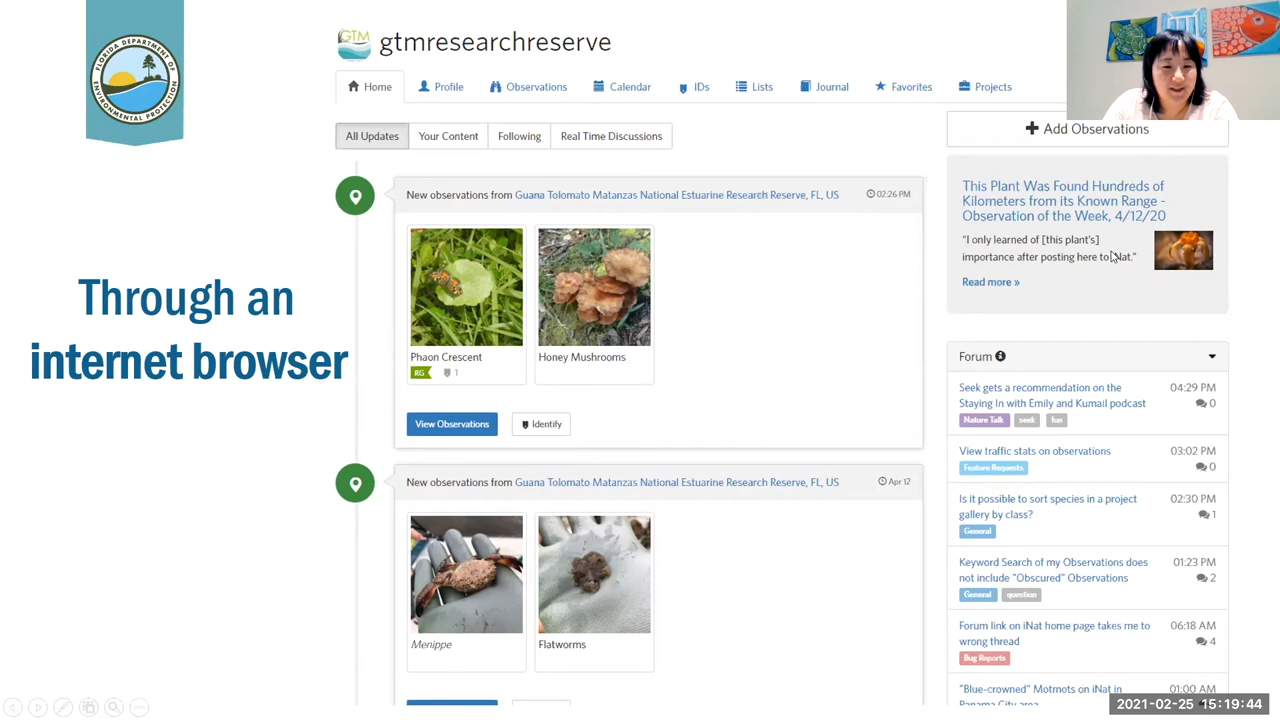 FLORIDA DEPARTMENT OF
ENVIRONMENTAL PROTECTION
Through an
internet browser
GTM
gtmresearchreserve
Home
Profile
Observations
Calendar
IDs
Lists
Journal
Favorites
Projects
All Updates
Your Content
Following
Real Time Discussions
New observations from Guana Tolomato Matanzas National Estuarine Research Reserve, FL, US
02:26 PM
Phaon Crescent
RG 1
Honey Mushrooms
View Observations
Identify
New observations from Guana Tolomato Matanzas National Estuarine Research Reserve, FL, US
Apr 12
Menippe
Flatworms
+ Add Observations
This Plant Was Found Hundreds of
Kilometers from its Known Range -
Observation of the Week, 4/12/20
"I only learned of [this plant's]
importance after posting here to iNat."
Read more »
Forum
Seek gets a recommendation on the
Staying In with Emily and Kumail podcast
04:29 PM
0
Nature Talk seek fun
View traffic stats on observations
03:02 PM
0
Feature Requests
Is it possible to sort species in a project
gallery by class?
02:30 PM
1
General
Keyword Search of my Observations does
not include "Obscured" Observations
01:23 PM
2
General question
Forum link on iNat home page takes me to
wrong thread
06:18 AM
4
Bug Reports
"Blue-crowned" Motmots on iNat in
Panama City area
01:00 AM
2021-02-25 15:19:44